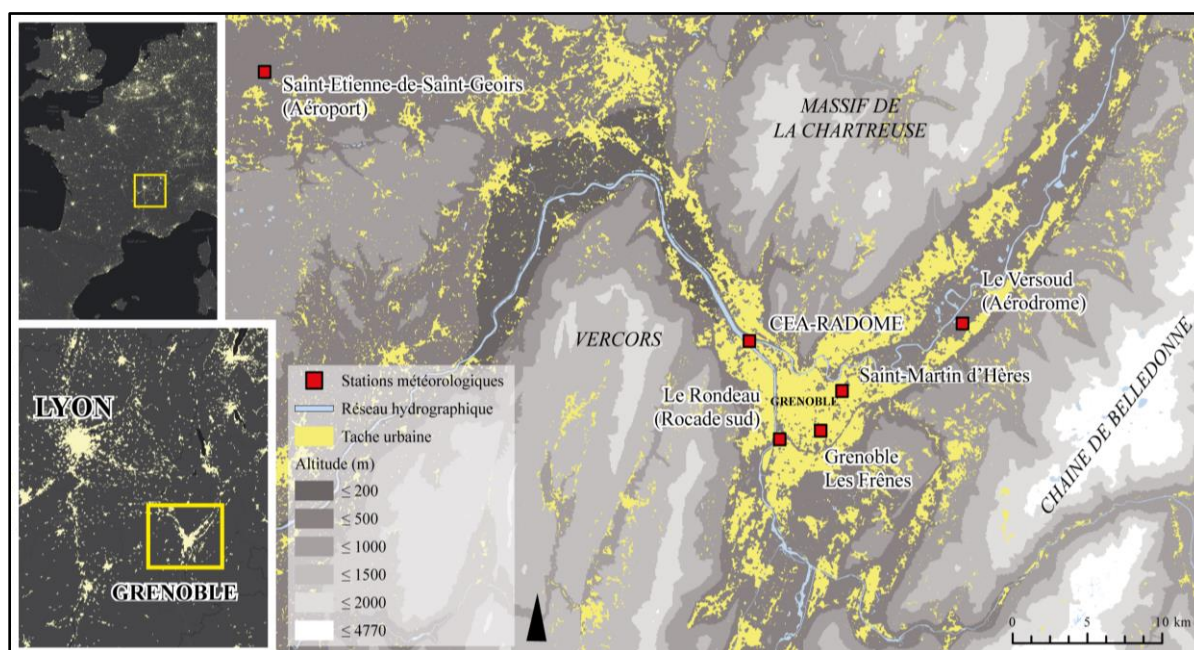 LYON
GRENOBLE
Saint-Etienne-de-Saint-Geoirs
(Aéroport)
MASSIF DE
LA CHARTREUSE
Le Versoud
(Aérodrome)
CEA-RADOME
VERCORS
Saint-Martin d'Hères
Le Rondeau
(Rocade sud)
GRENOBLE
Grenoble
Les Frênes
CHAINE DE BELLEDONNE
Stations météorologiques
Réseau hydrographique
Tache urbaine
Altitude (m)
≤ 200
≤ 500
≤ 1000
≤ 1500
≤ 2000
≤ 4770
0 5 10 km